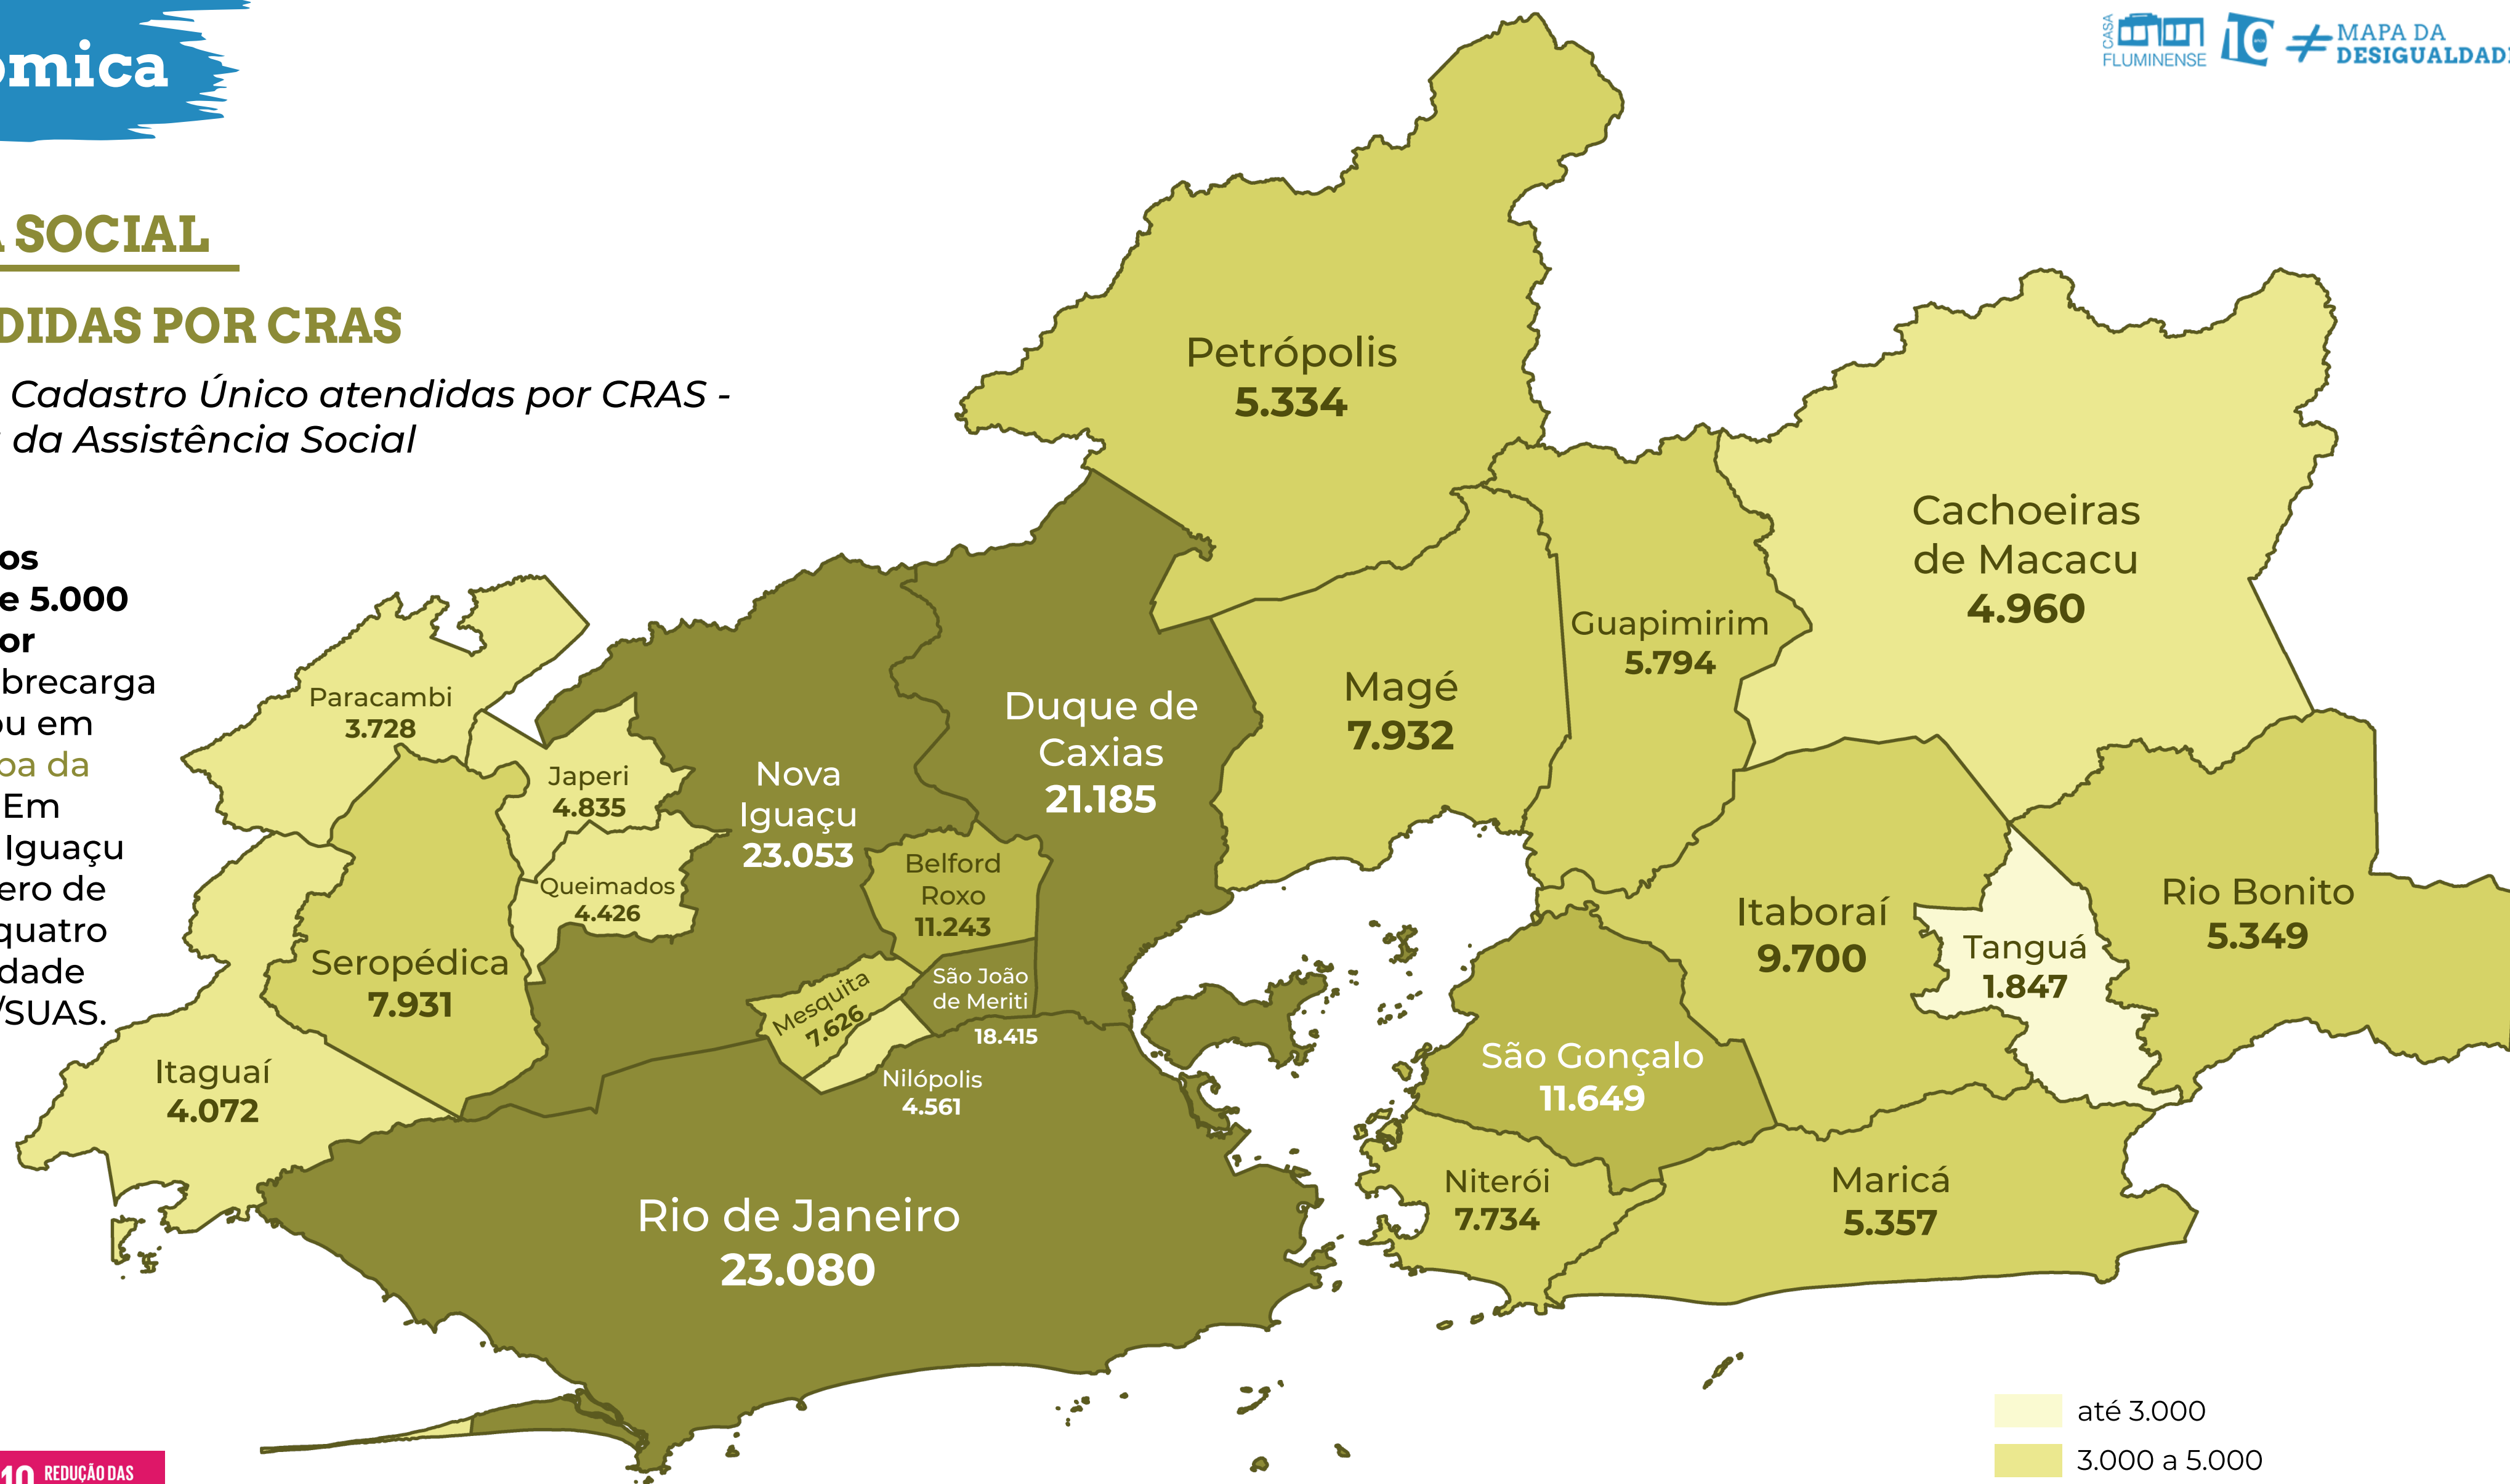 ômica
CASA
FLUMINENSE
10
MAPA DA
DESIGUALDADE
A SOCIAL
DIDAS POR CRAS
Cadastro Único atendidas por CRAS -
da Assistência Social
os
e 5.000
or
brecarga
ou em
pa da
Em
Iguaçu
ero de
quatro
dade
/SUAS.
Petrópolis
5.334
Cachoeiras
de Macacu
4.960
Guapimirim
5.794
Magé
7.932
Duque de
Caxias
21.185
Paracambi
3.728
Japeri
4.835
Nova
Iguaçu
23.053
Queimados
4.426
Belford
Roxo
11.243
Seropédica
7.931
São João
de Meriti
18.415
Mesquita
7.626
Nilópolis
4.561
Itaguaí
4.072
Rio de Janeiro
23.080
Itaboraí
9.700
Tanguá
1.847
Rio Bonito
5.349
São Gonçalo
11.649
Niterói
7.734
Maricá
5.357
até 3.000
3.000 a 5.000
10 REDUÇÃO DAS